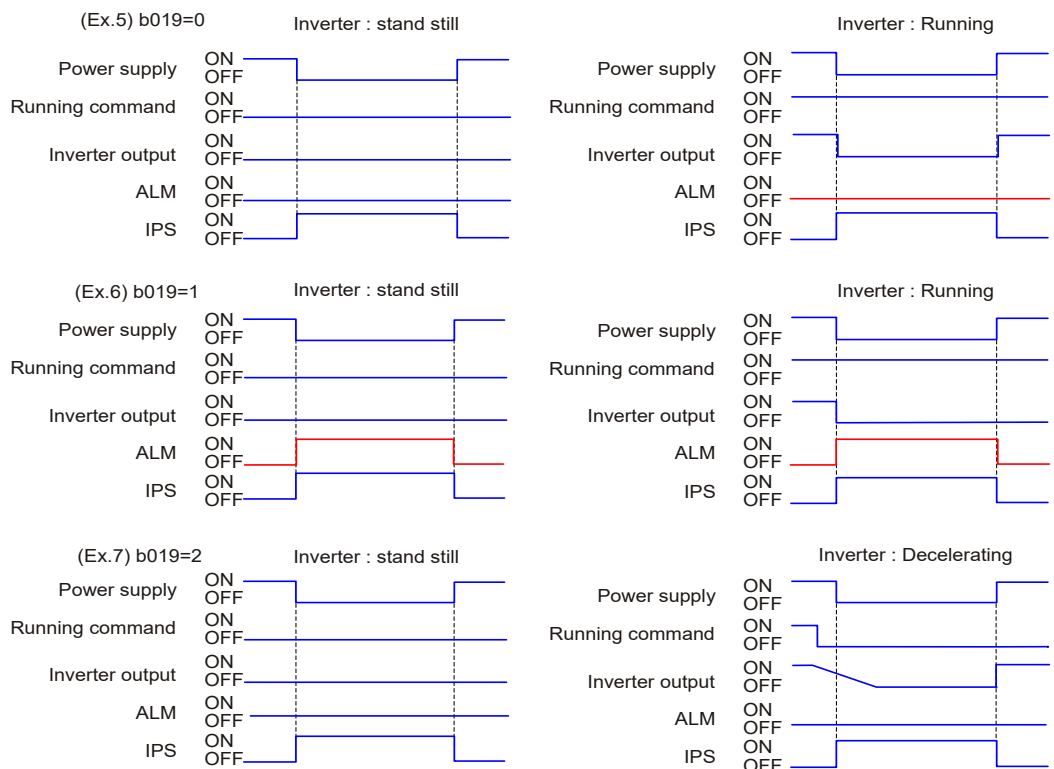 (Ex.5) b019=0
Inverter : stand still
Power supply ON OFF
Running command ON OFF
Inverter output ON OFF
ALM ON OFF
IPS ON OFF
Inverter : Running
Power supply ON OFF
Running command ON OFF
Inverter output ON OFF
ALM ON OFF
IPS ON OFF
(Ex.6) b019=1
Inverter : stand still
Power supply ON OFF
Running command ON OFF
Inverter output ON OFF
ALM ON OFF
IPS ON OFF
Inverter : Running
Power supply ON OFF
Running command ON OFF
Inverter output ON OFF
ALM ON OFF
IPS ON OFF
(Ex.7) b019=2
Inverter : stand still
Power supply ON OFF
Running command ON OFF
Inverter output ON OFF
ALM ON OFF
IPS ON OFF
Inverter : Decelerating
Power supply ON OFF
Running command ON OFF
Inverter output ON OFF
ALM ON OFF
IPS ON OFF